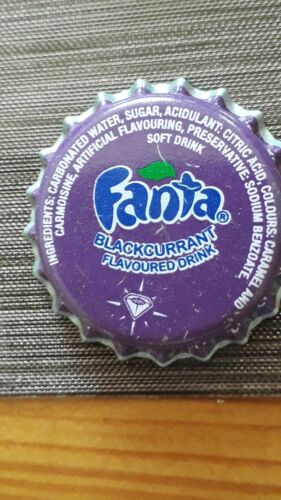 INGREDIENTS: CARBONATED WATER, SUGAR, ACIDULANT: CITRIC ACID, COLOURS: CARAMEL AND
CARMOISINE, ARTIFICIAL FLAVOURING, PRESERVATIVE: SODIUM BENZOATE
SOFT DRINK
Fanta®
BLACKCURRANT
FLAVOURED DRINK